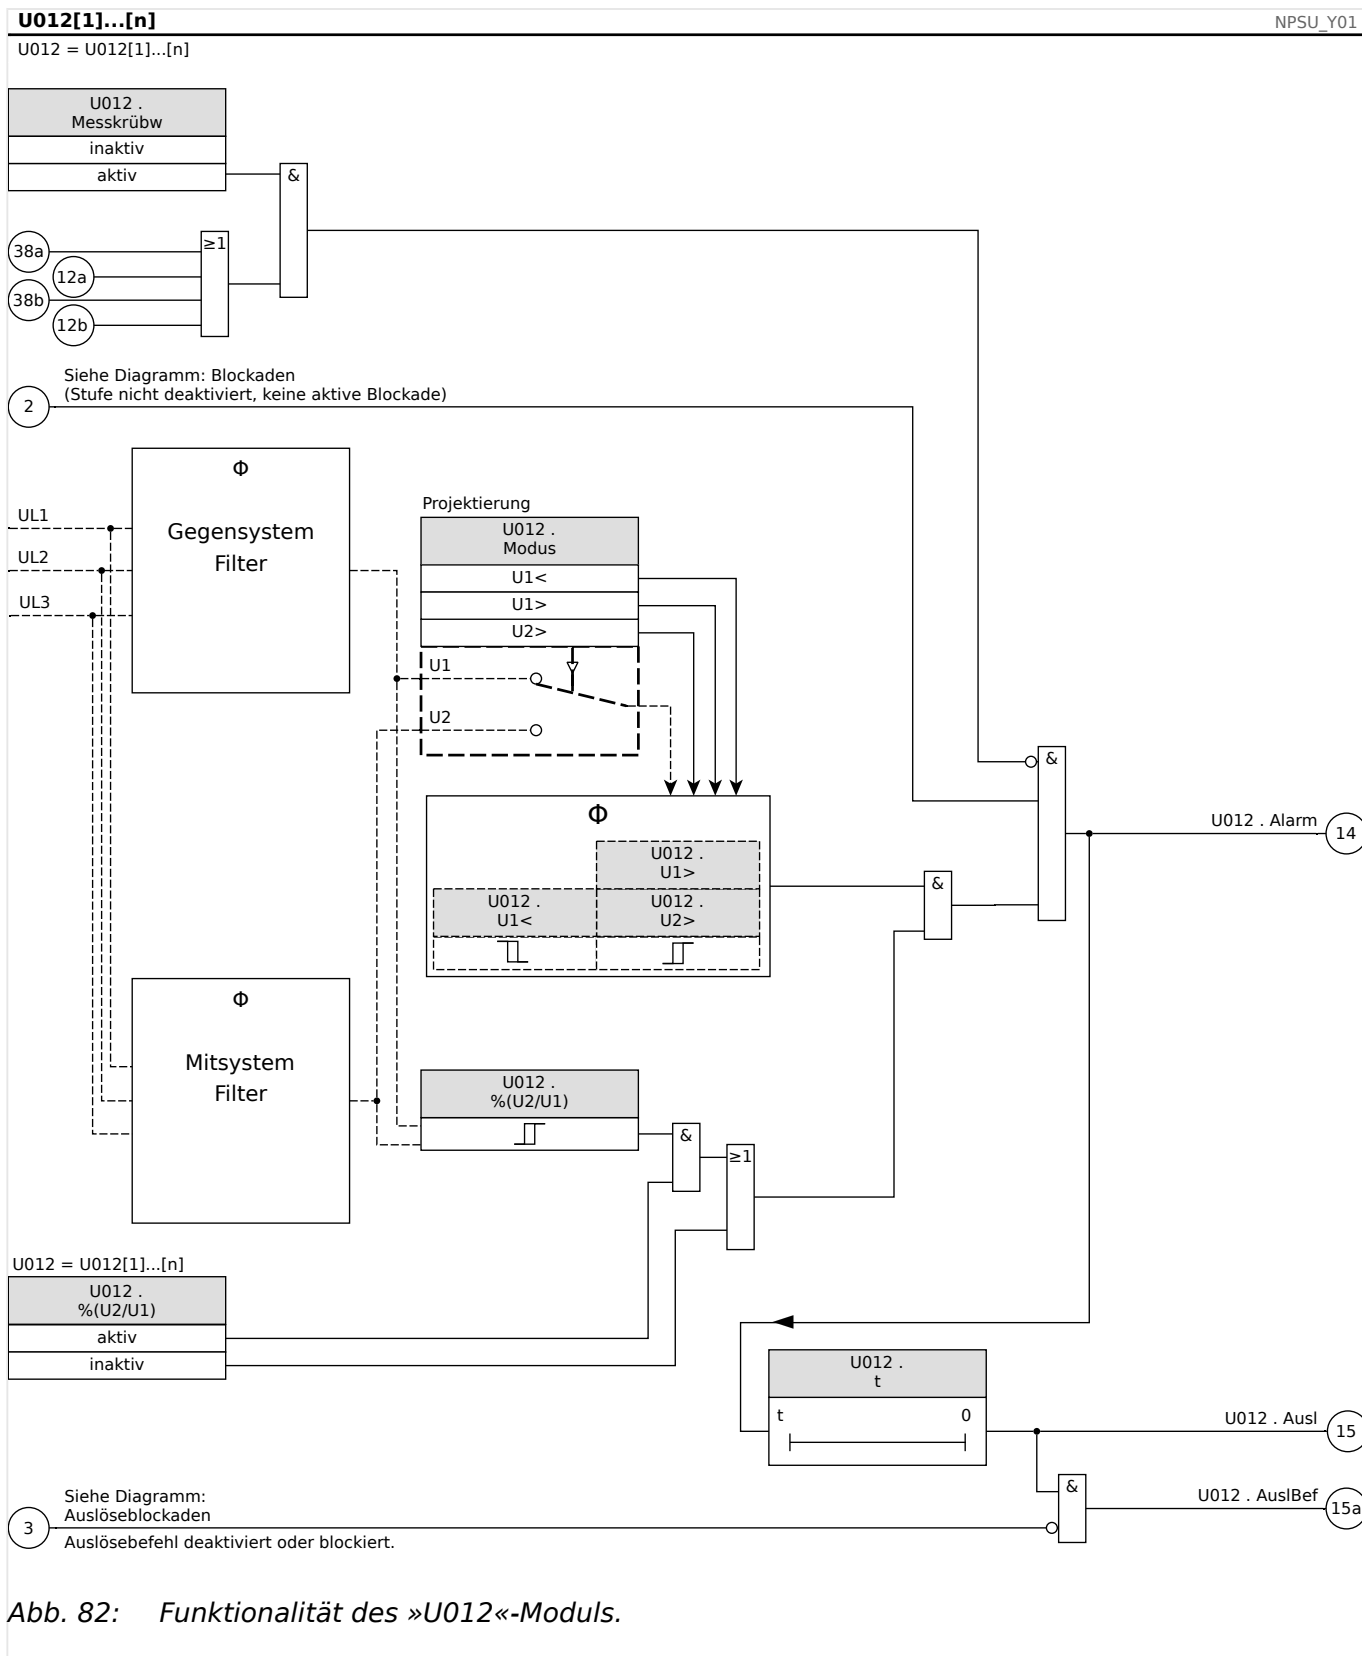 U012[1]...[n]
NPSU_Y01
U012 = U012[1]...[n]
U012 .
Messkrübw
inaktiv
aktiv
&
≥1
38a
12a
38b
12b
Siehe Diagramm: Blockaden
(Stufe nicht deaktiviert, keine aktive Blockade)
2
Φ
Gegensystem
Filter
UL1
UL2
UL3
Projektierung
U012 .
Modus
U1<
U1>
U2>
U1
U2
&
U012 . Alarm
14
Φ
U012 .
U1>
U012 .
U1<
U012 .
U2>
&
Φ
Mitsystem
Filter
U012 .
%(U2/U1)
&
≥1
U012 = U012[1]...[n]
U012 .
%(U2/U1)
aktiv
inaktiv
U012 .
t
t
0
U012 . Ausl
15
&
U012 . AuslBef
15a
Siehe Diagramm:
Auslöseblockaden
3
Auslösebefehl deaktiviert oder blockiert.
Abb. 82: Funktionalität des »U012«-Moduls.